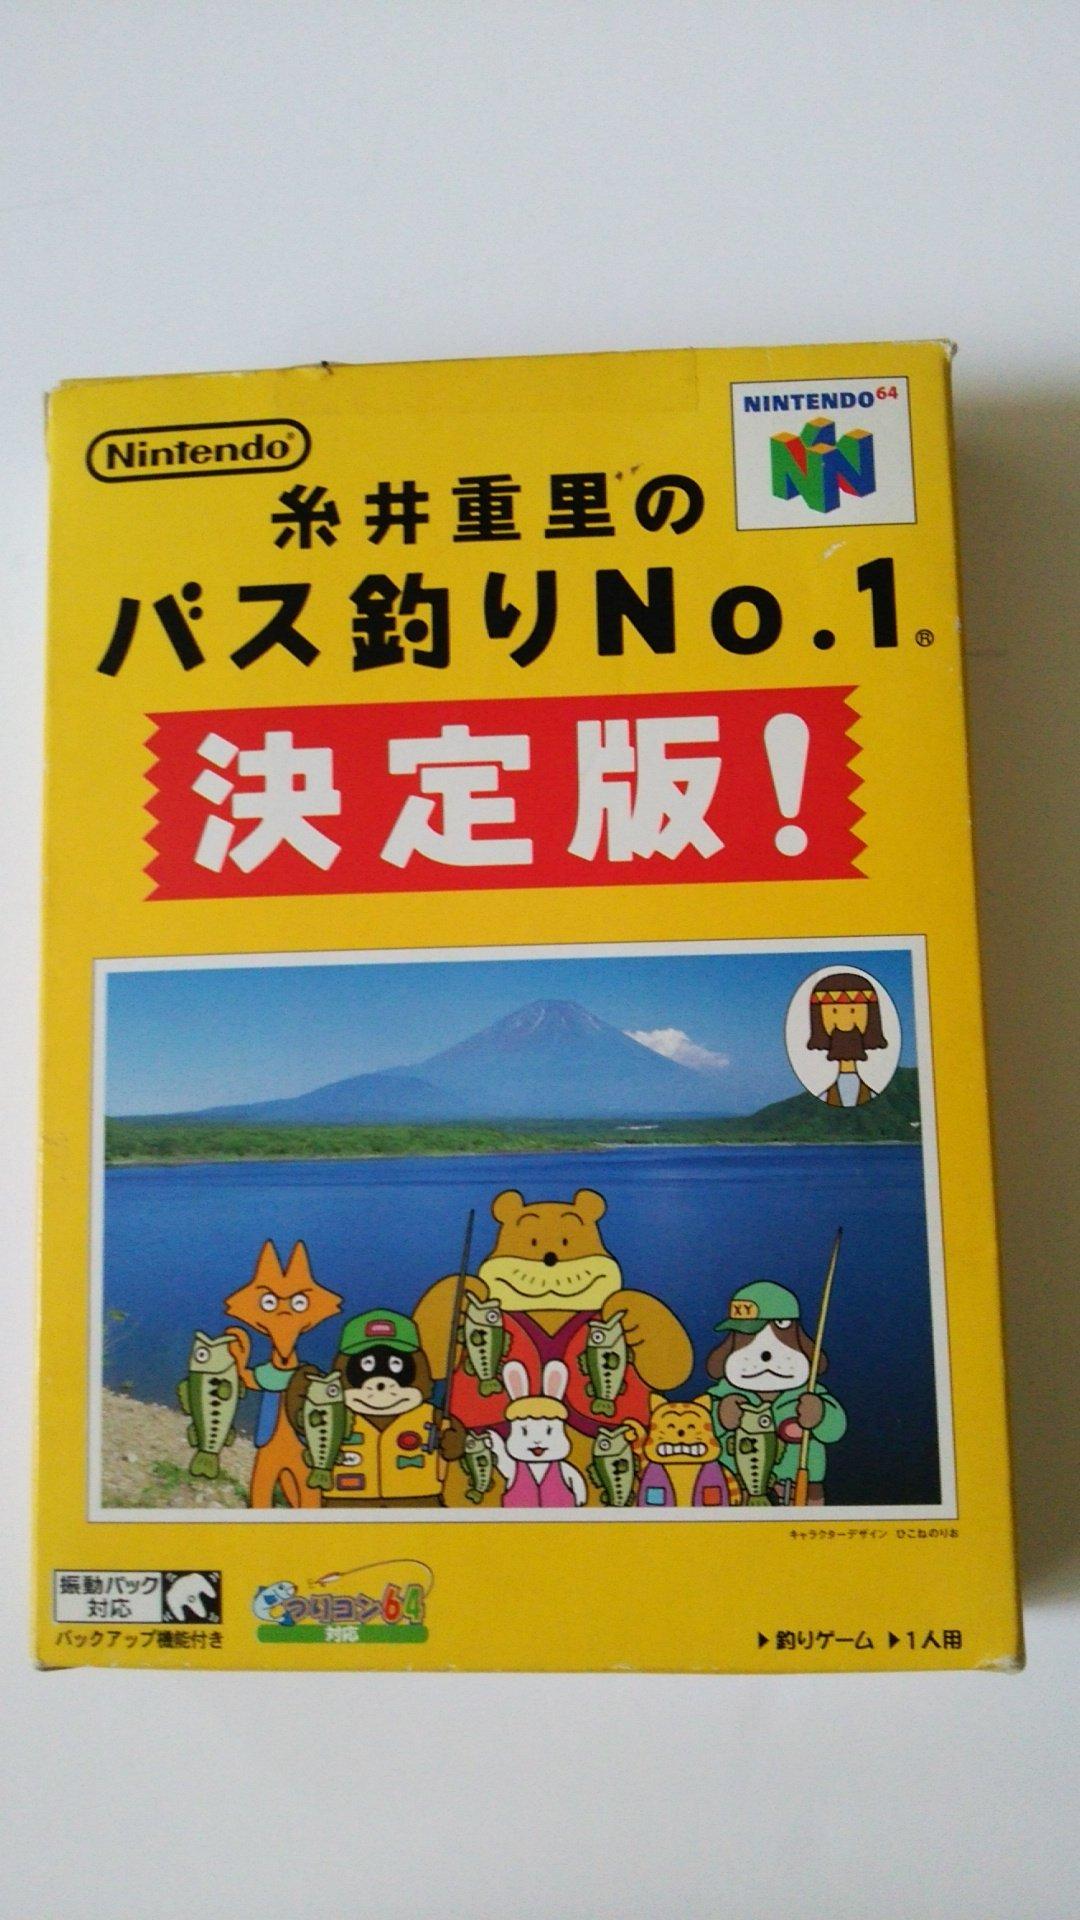 Nintendo®
NINTENDO64
糸井重里の
バス釣りNo.1®
決定版!
XY
キャラクターデザイン ひこねのりお
振動パック
対応
バックアップ機能付き
つりコン64
対応
▶釣りゲーム ▶1人用